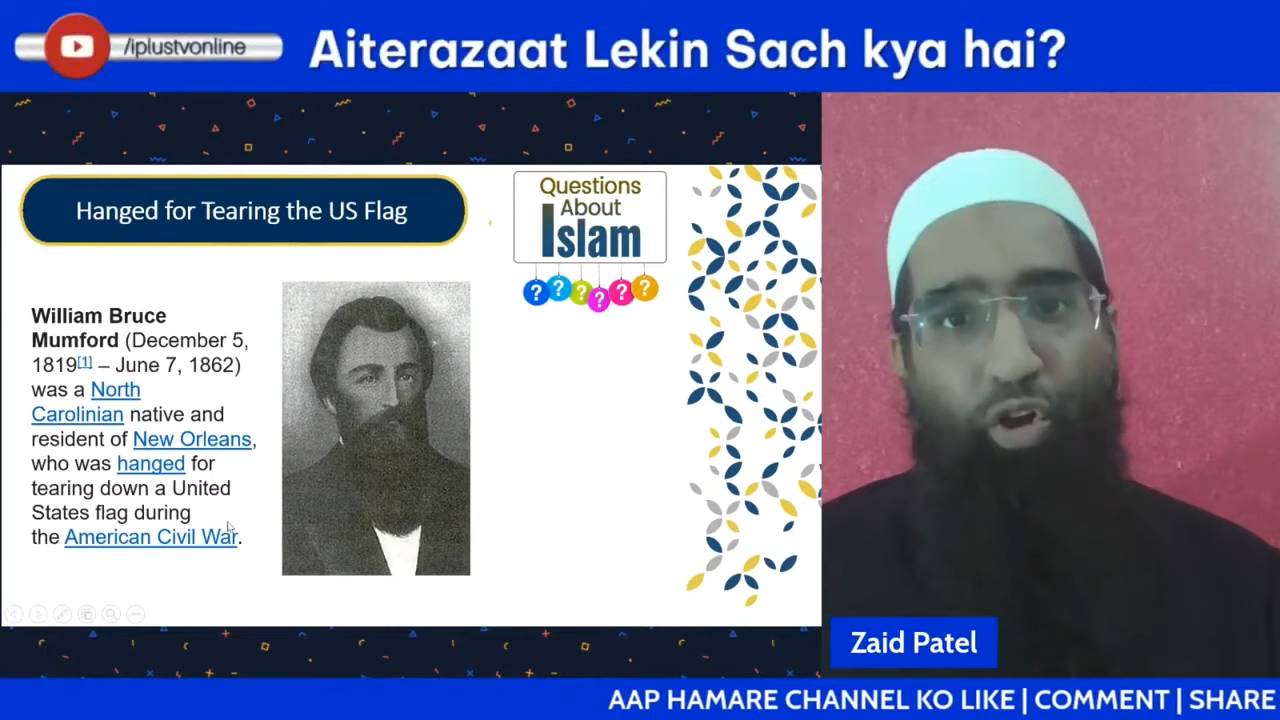 /iplustvonline
Aiterazaat Lekin Sach kya hai?
Hanged for Tearing the US Flag
Questions
About
Islam
? ? ? ? ? ?
William Bruce
Mumford (December 5,
1819[1] – June 7, 1862)
was a North
Carolinian native and
resident of New Orleans,
who was hanged for
tearing down a United
States flag during
the American Civil War.
Zaid Patel
AAP HAMARE CHANNEL KO LIKE | COMMENT | SHARE